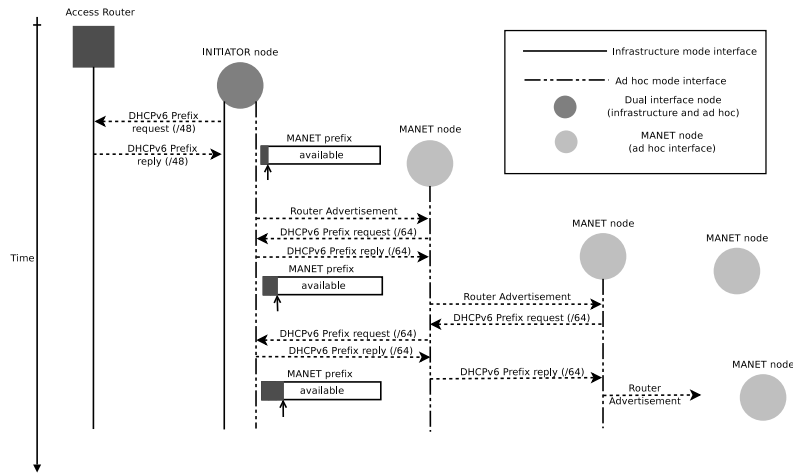 Access Router
INITIATOR node
Infrastructure mode interface
Ad hoc mode interface
Dual interface node
(infrastructure and ad hoc)
MANET node
(ad hoc interface)
DHCPv6 Prefix
request (/48)
DHCPv6 Prefix
reply (/48)
MANET prefix
available
MANET node
Router Advertisement
DHCPv6 Prefix request (/64)
DHCPv6 Prefix reply (/64)
MANET node
MANET node
Time
MANET prefix
available
Router Advertisement
DHCPv6 Prefix request (/64)
DHCPv6 Prefix request (/64)
DHCPv6 Prefix reply (/64)
MANET prefix
available
DHCPv6 Prefix reply (/64)
Router
Advertisement
MANET node